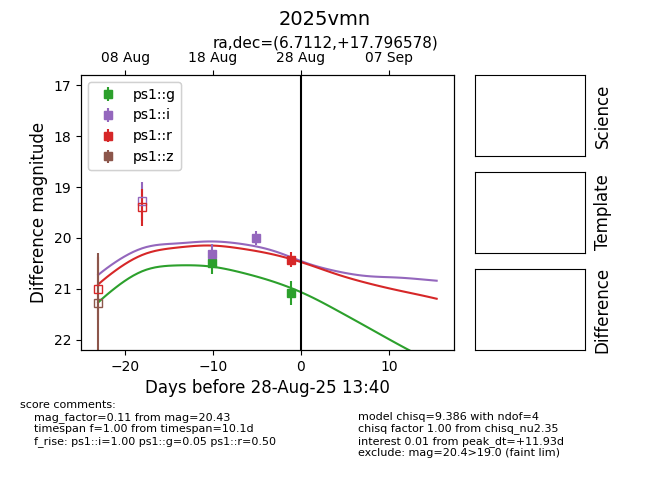 2025vmn
ra,dec=(6.7112,+17.796578)
08 Aug 18 Aug 28 Aug 07 Sep
17
18
19
20
21
22
Difference magnitude
ps1::g
ps1::i
ps1::r
ps1::z
−20 −10 0 10
Days before 28-Aug-25 13:40
Science
Template
Difference
score comments:
mag_factor=0.11 from mag=20.43
timespan f=1.00 from timespan=10.1d
f_rise: ps1::i=1.00 ps1::g=0.05 ps1::r=0.50
model chisq=9.386 with ndof=4
chisq factor 1.00 from chisq_nu2.35
interest 0.01 from peak_dt=+11.93d
exclude: mag=20.4>19.0 (faint lim)